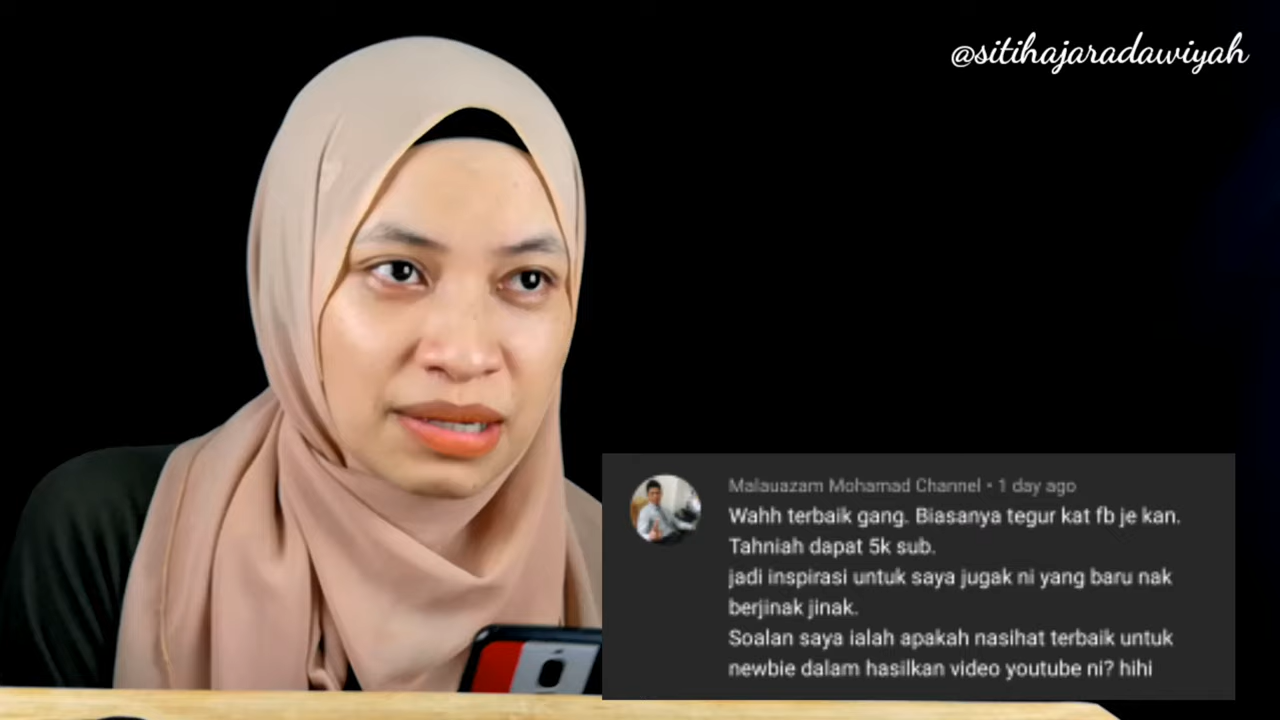 @sitihajaradawiyah
Malauazam Mohamad Channel • 1 day ago
Wahh terbaik gang. Biasanya tegur kat fb je kan.
Tahniah dapat 5k sub.
jadi inspirasi untuk saya jugak ni yang baru nak
berjinak jinak.
Soalan saya ialah apakah nasihat terbaik untuk
newbie dalam hasilkan video youtube ni? hihi